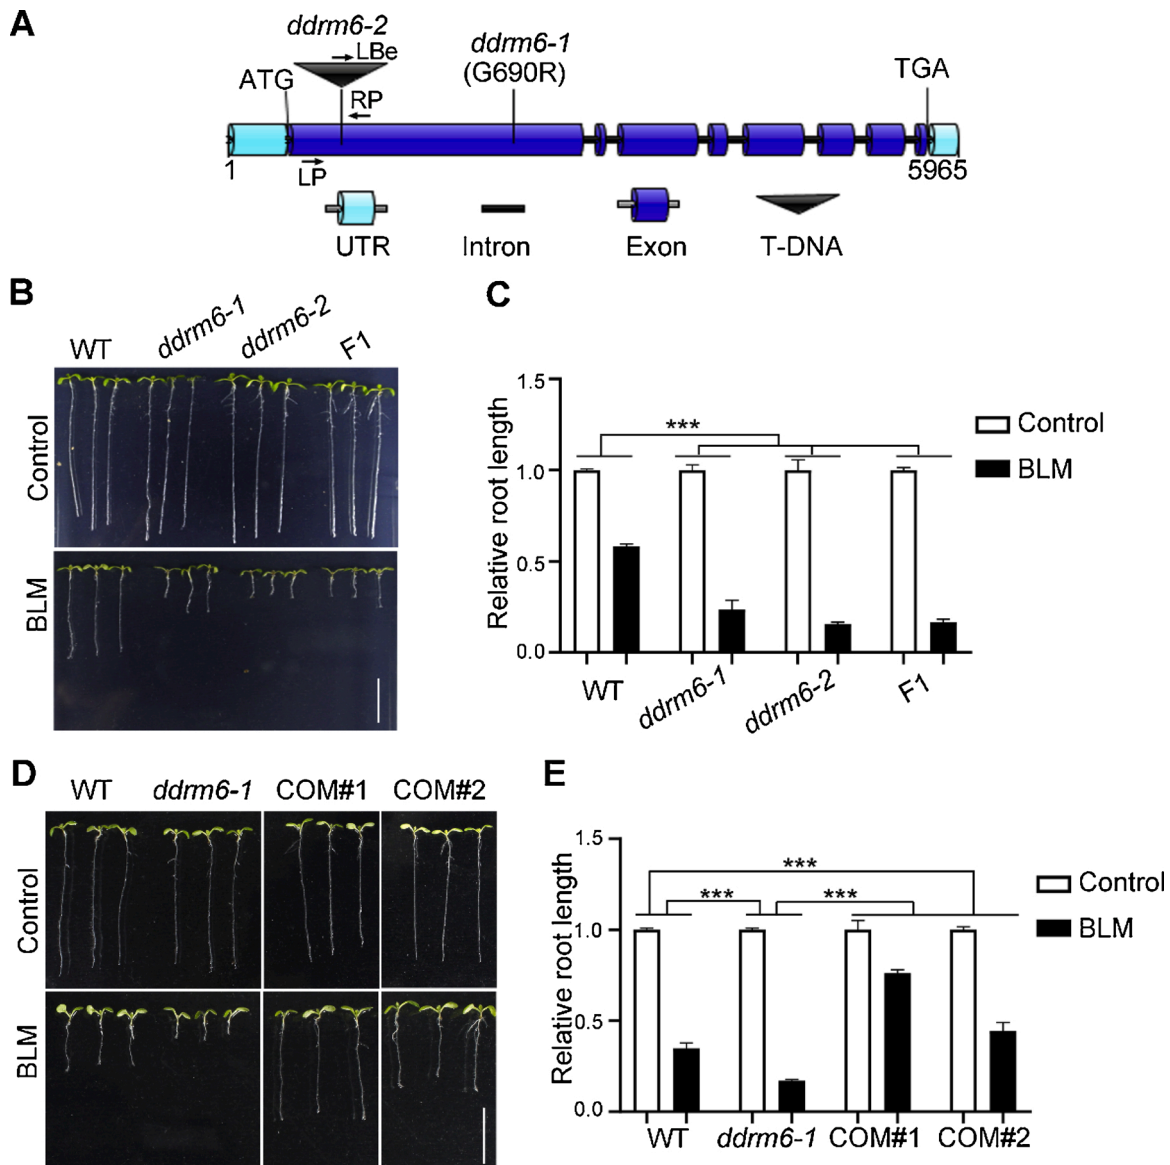 A
ddrm6-2
LBe
ddrm6-1
(G690R)
ATG
RP
TGA
1
LP
5965
UTR
Intron
Exon
T-DNA
B
WT
ddrm6-1
ddrm6-2
F1
Control
BLM
C
Relative root length
1.5
1.0
0.5
0.0
***
Control
BLM
WT
ddrm6-1
ddrm6-2
F1
D
WT
ddrm6-1
COM#1
COM#2
Control
BLM
E
Relative root length
1.5
1.0
0.5
0.0
***
***
***
Control
BLM
WT
ddrm6-1
COM#1
COM#2